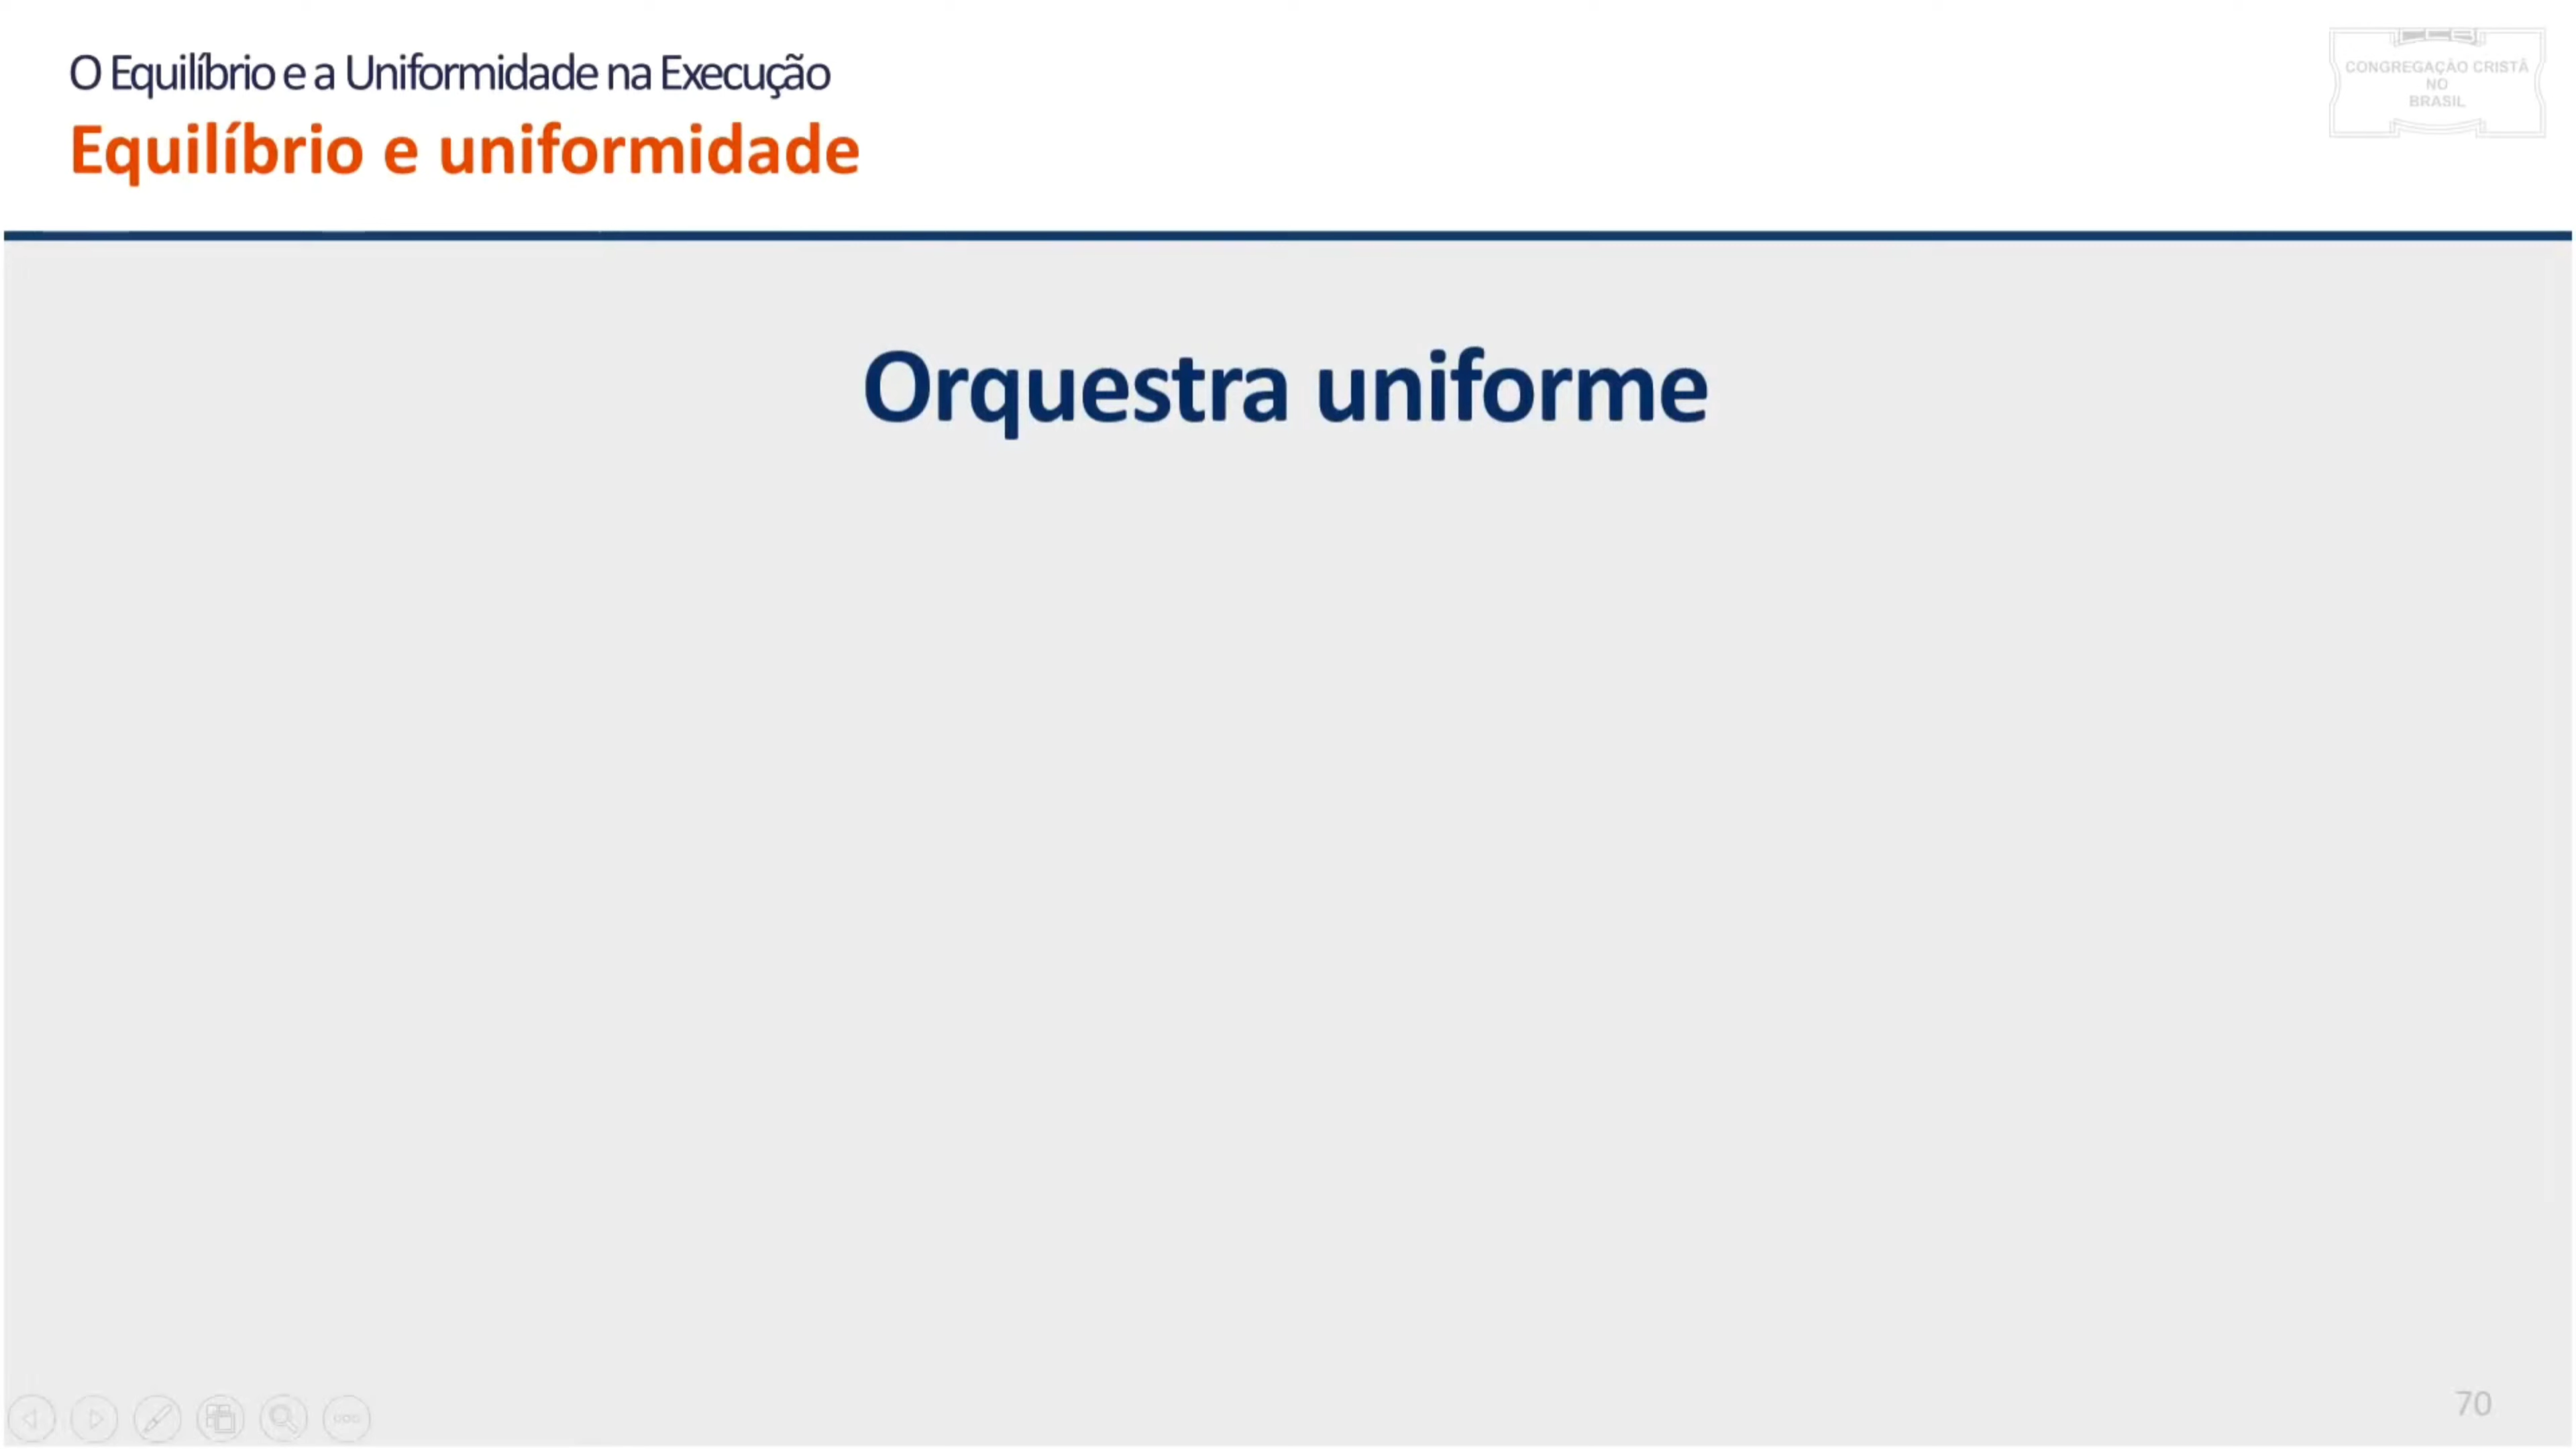 O Equilíbrio e a Uniformidade na Execução
Equilíbrio e uniformidade
CONGREGAÇÃO CRISTÃ
NO
BRASIL
Orquestra uniforme
70